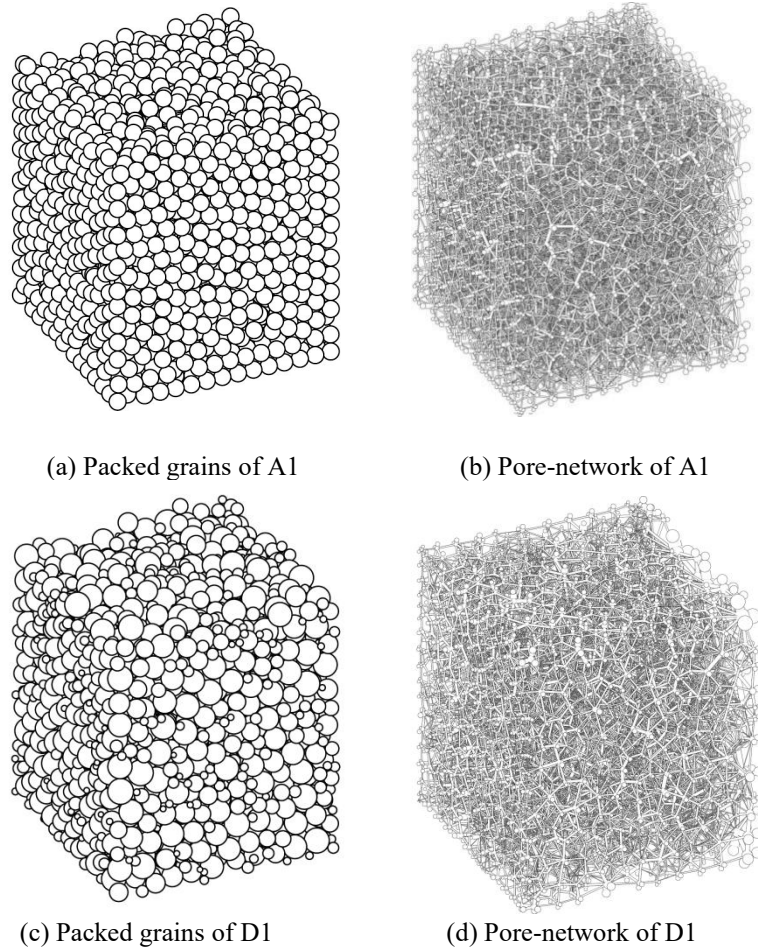 (a) Packed grains of A1
(b) Pore-network of A1
(c) Packed grains of D1
(d) Pore-network of D1